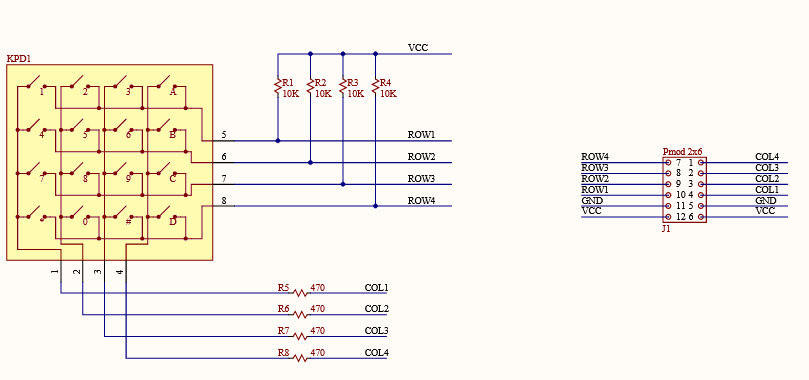 VCC
KPD1
R1 R2 R3 R4
10K 10K 10K 10K
1 2 3 A
4 5 6 B
7 8 9 C
* 0 # D
5 ROW1
6 ROW2
7 ROW3
8 ROW4
1 2 3 4
R5 470 COL1
R6 470 COL2
R7 470 COL3
R8 470 COL4
Pmod 2x6
ROW4 7 1 COL4
ROW3 8 2 COL3
ROW2 9 3 COL2
ROW1 10 4 COL1
GND 11 5 GND
VCC 12 6 VCC
J1